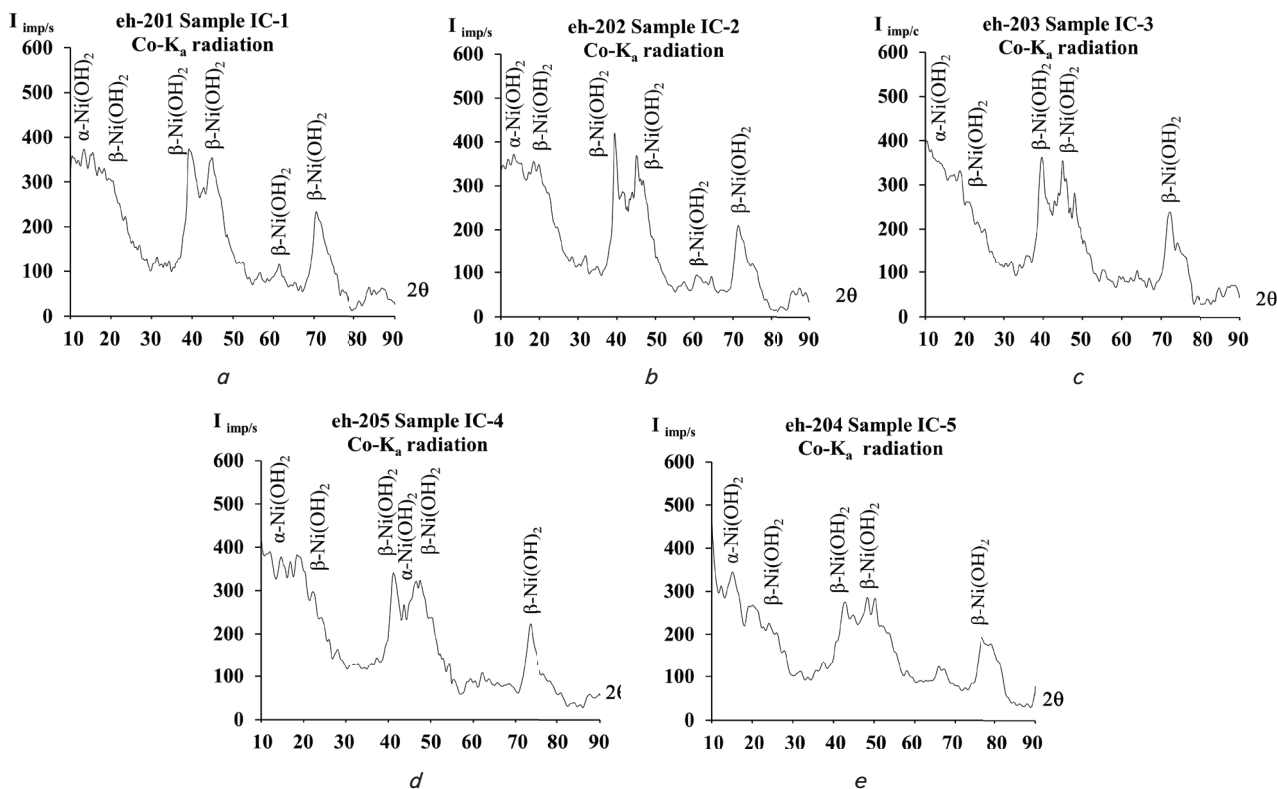 I imp/s
eh-201 Sample IC-1
Co-Ka radiation
600
500
400
300
200
100
0
α-Ni(OH)2
β-Ni(OH)2
β-Ni(OH)2
β-Ni(OH)2
β-Ni(OH)2
β-Ni(OH)2
2θ
10 20 30 40 50 60 70 80 90
a
I imp/s
eh-202 Sample IC-2
Co-Ka radiation
600
500
400
300
200
100
0
α-Ni(OH)2
β-Ni(OH)2
β-Ni(OH)2
β-Ni(OH)2
β-Ni(OH)2
β-Ni(OH)2
2θ
10 20 30 40 50 60 70 80 90
b
I imp/c
eh-203 Sample IC-3
Co-Ka radiation
600
500
400
300
200
100
0
α-Ni(OH)2
β-Ni(OH)2
β-Ni(OH)2
β-Ni(OH)2
β-Ni(OH)2
2θ
10 20 30 40 50 60 70 80 90
c
I imp/s
eh-205 Sample IC-4
Co-Ka radiation
600
500
400
300
200
100
0
α-Ni(OH)2
β-Ni(OH)2
β-Ni(OH)2
α-Ni(OH)2
β-Ni(OH)2
β-Ni(OH)2
10 20 30 40 50 60 70 80 90
d
I imp/s
eh-204 Sample IC-5
Co-Ka radiation
600
500
400
300
200
100
0
α-Ni(OH)2
β-Ni(OH)2
β-Ni(OH)2
β-Ni(OH)2
β-Ni(OH)2
2θ
10 20 30 40 50 60 70 80 90
e